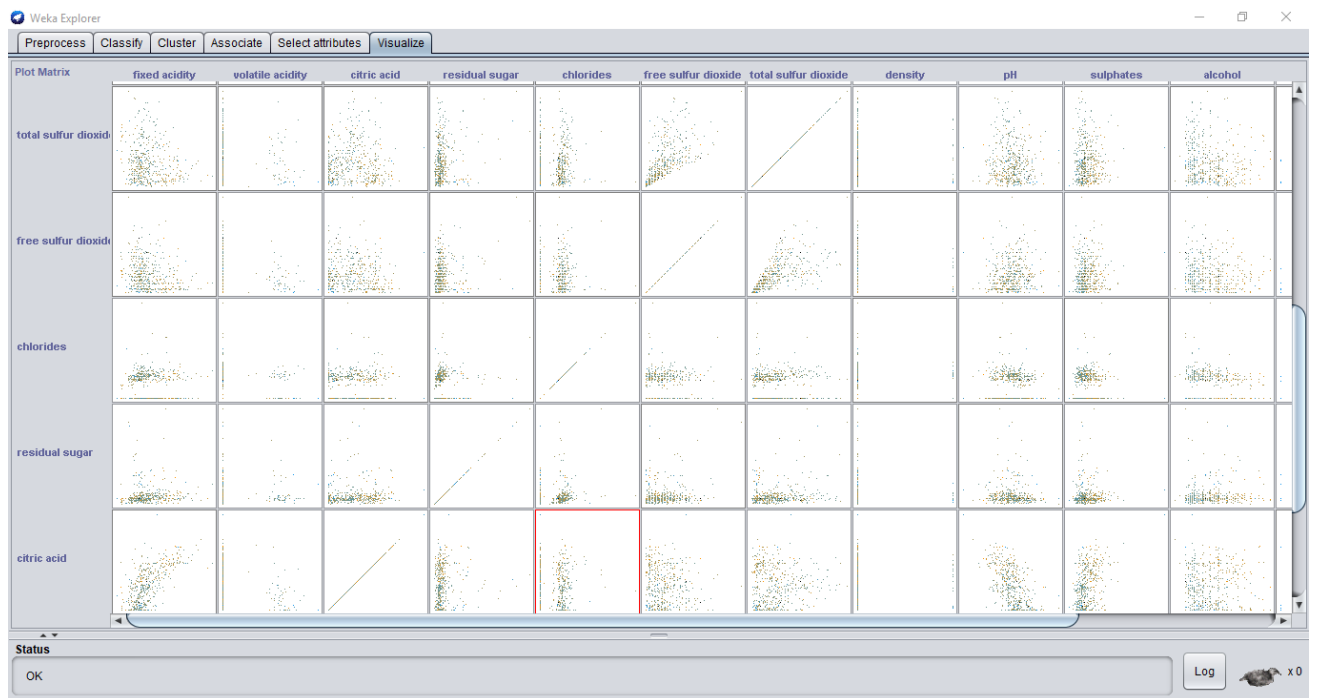 Weka Explorer
Preprocess Classify Cluster Associate Select attributes Visualize
Plot Matrix fixed acidity volatile acidity citric acid residual sugar chlorides free sulfur dioxide total sulfur dioxide density pH sulphates alcohol
total sulfur dioxid
free sulfur dioxid
chlorides
residual sugar
citric acid
Status
OK Log x 0